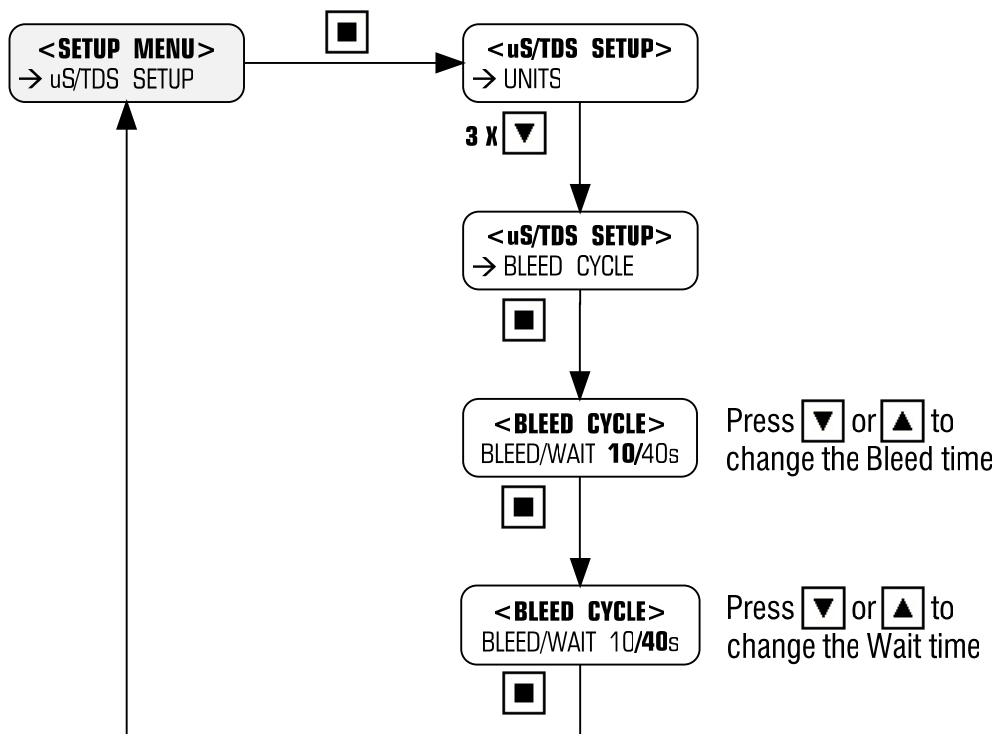 <SETUP MENU>
→ uS/TDS SETUP
<uS/TDS SETUP>
→ UNITS
3 X
<uS/TDS SETUP>
→ BLEED CYCLE
<BLEED CYCLE>
BLEED/WAIT 10/40s
Press ▼ or ▲ to
change the Bleed time
<BLEED CYCLE>
BLEED/WAIT 10/40s
Press ▼ or ▲ to
change the Wait time